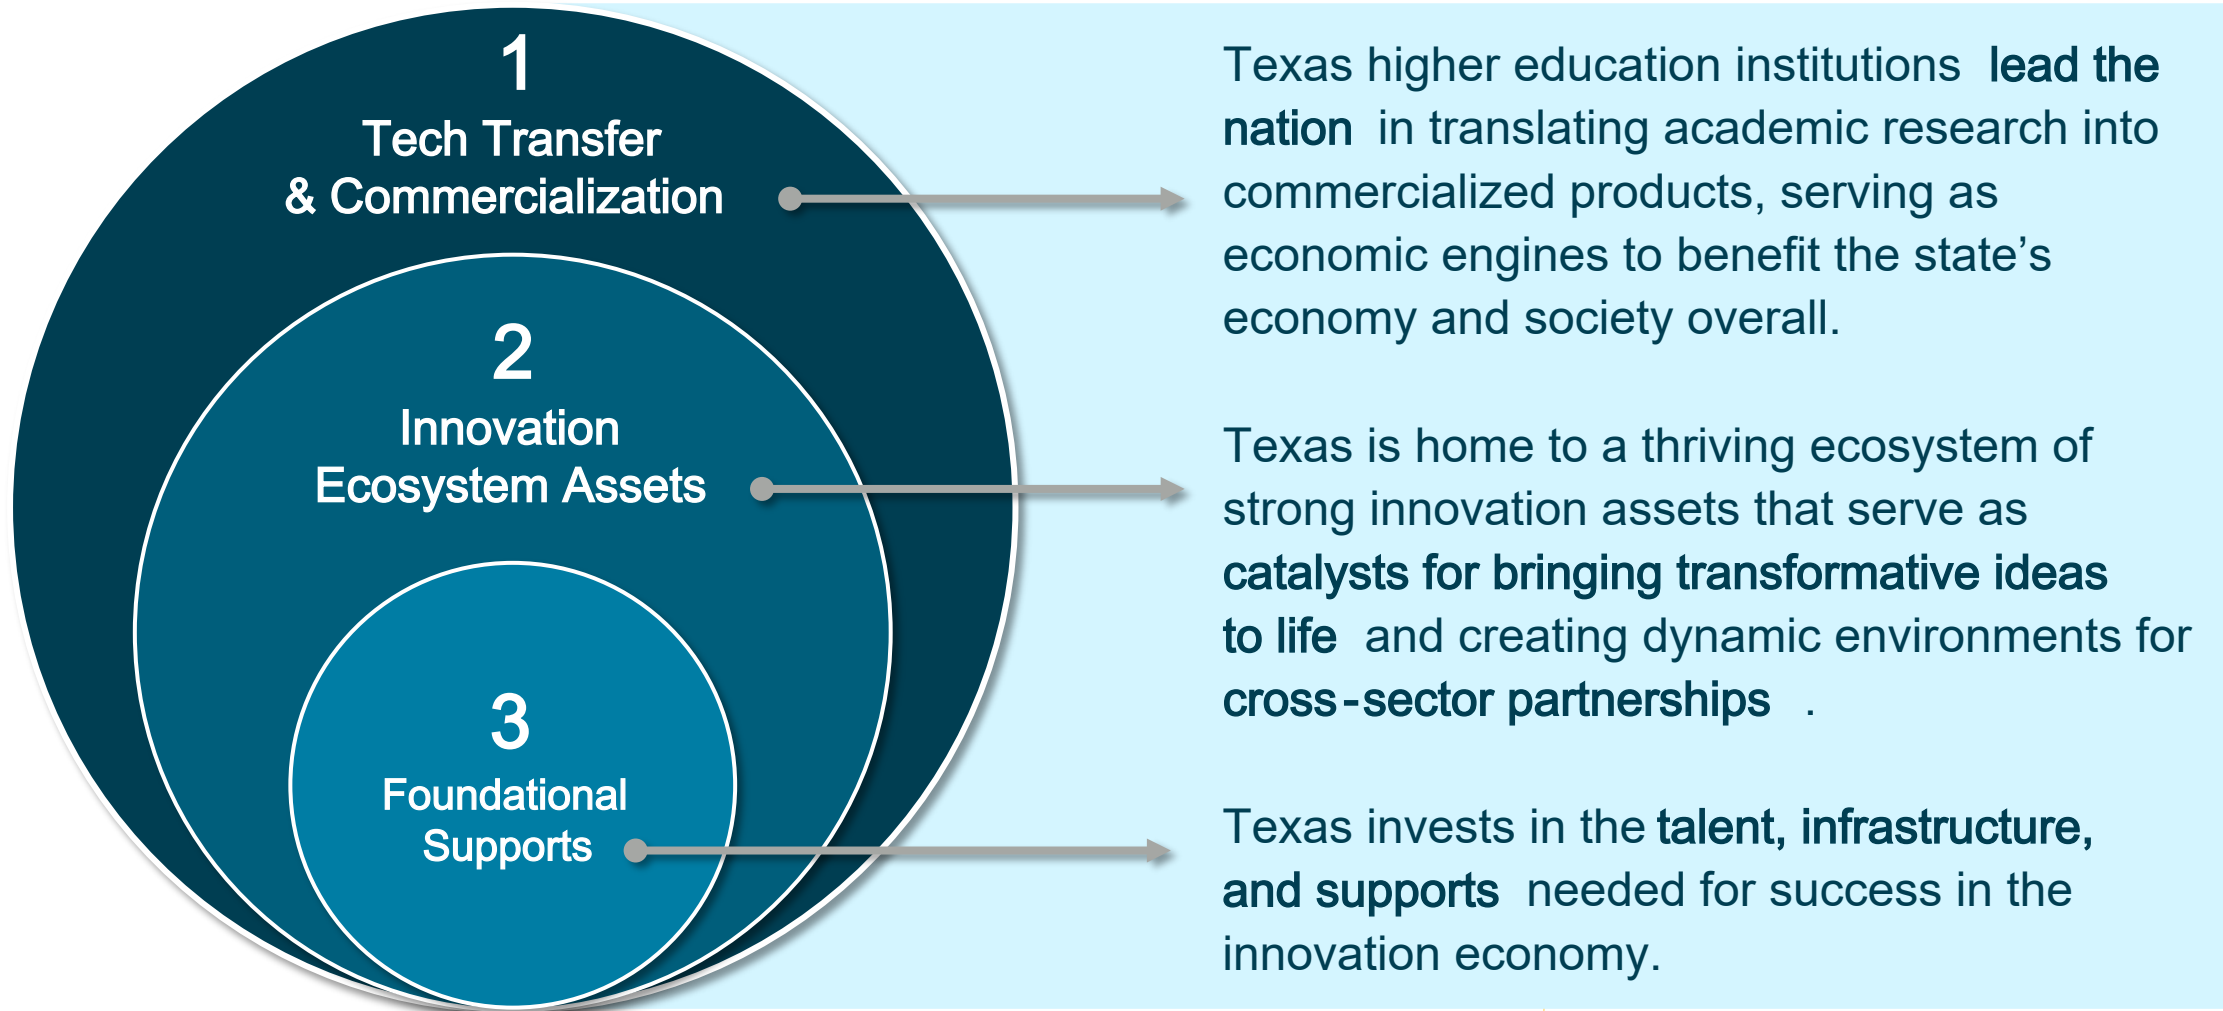 1
Tech Transfer
& Commercialization
Texas higher education institutions lead the
nation in translating academic research into
commercialized products, serving as
economic engines to benefit the state’s
economy and society overall.
2
Innovation
Ecosystem Assets
Texas is home to a thriving ecosystem of
strong innovation assets that serve as
catalysts for bringing transformative ideas
to life and creating dynamic environments for
cross-sector partnerships .
3
Foundational
Supports
Texas invests in the talent, infrastructure,
and supports needed for success in the
innovation economy.